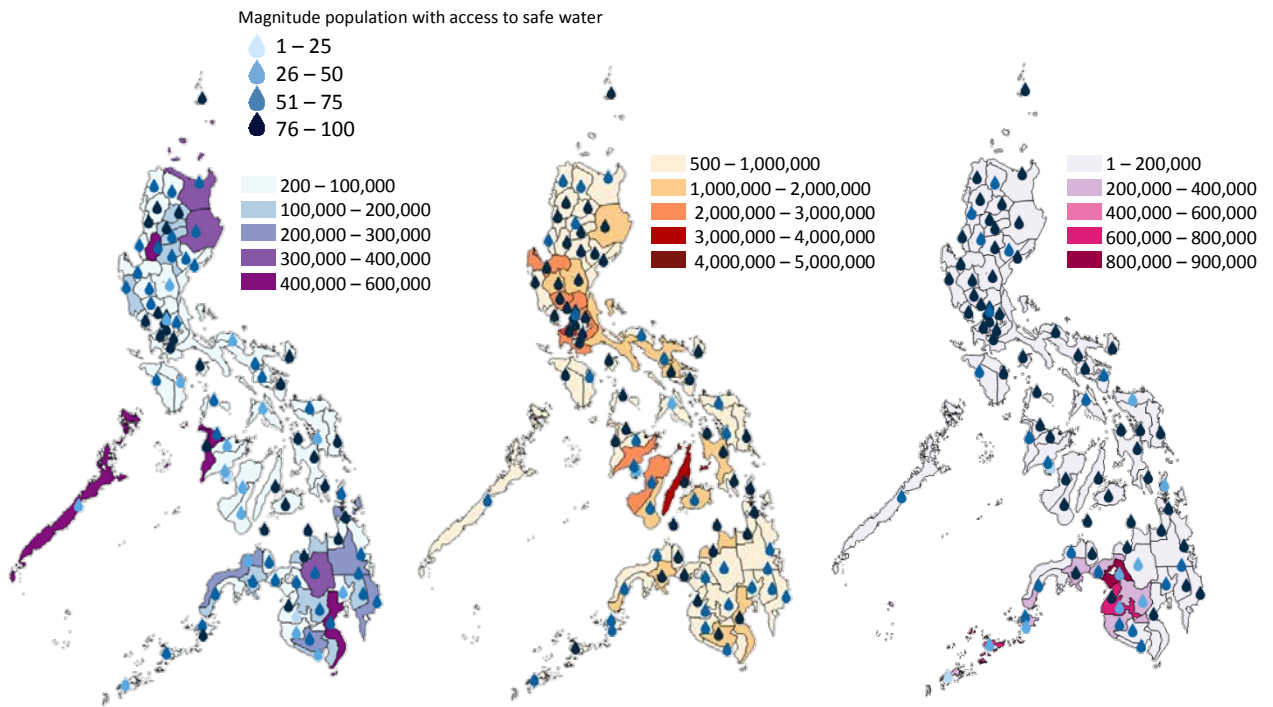 Magnitude population with access to safe water
1 – 25
26 – 50
51 – 75
76 – 100
200 – 100,000
100,000 – 200,000
200,000 – 300,000
300,000 – 400,000
400,000 – 600,000
500 – 1,000,000
1,000,000 – 2,000,000
2,000,000 – 3,000,000
3,000,000 – 4,000,000
4,000,000 – 5,000,000
1 – 200,000
200,000 – 400,000
400,000 – 600,000
600,000 – 800,000
800,000 – 900,000